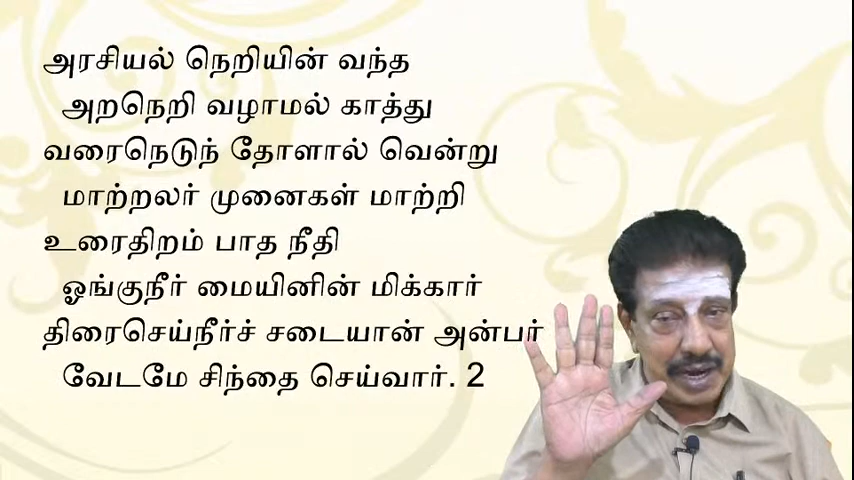 அரசியல் நெறியின் வந்த
அறநெறி வழாமல் காத்து
வரைநெடுந் தோளால் வென்று
மாற்றலர் முனைகள் மாற்றி
உரைதிறம் பாத நீதி
ஓங்குநீர் மையினின் மிக்கார்
திரைசெய்நீர்ச் சடையான் அன்பர்
வேடமே சிந்தை செய்வார். 2